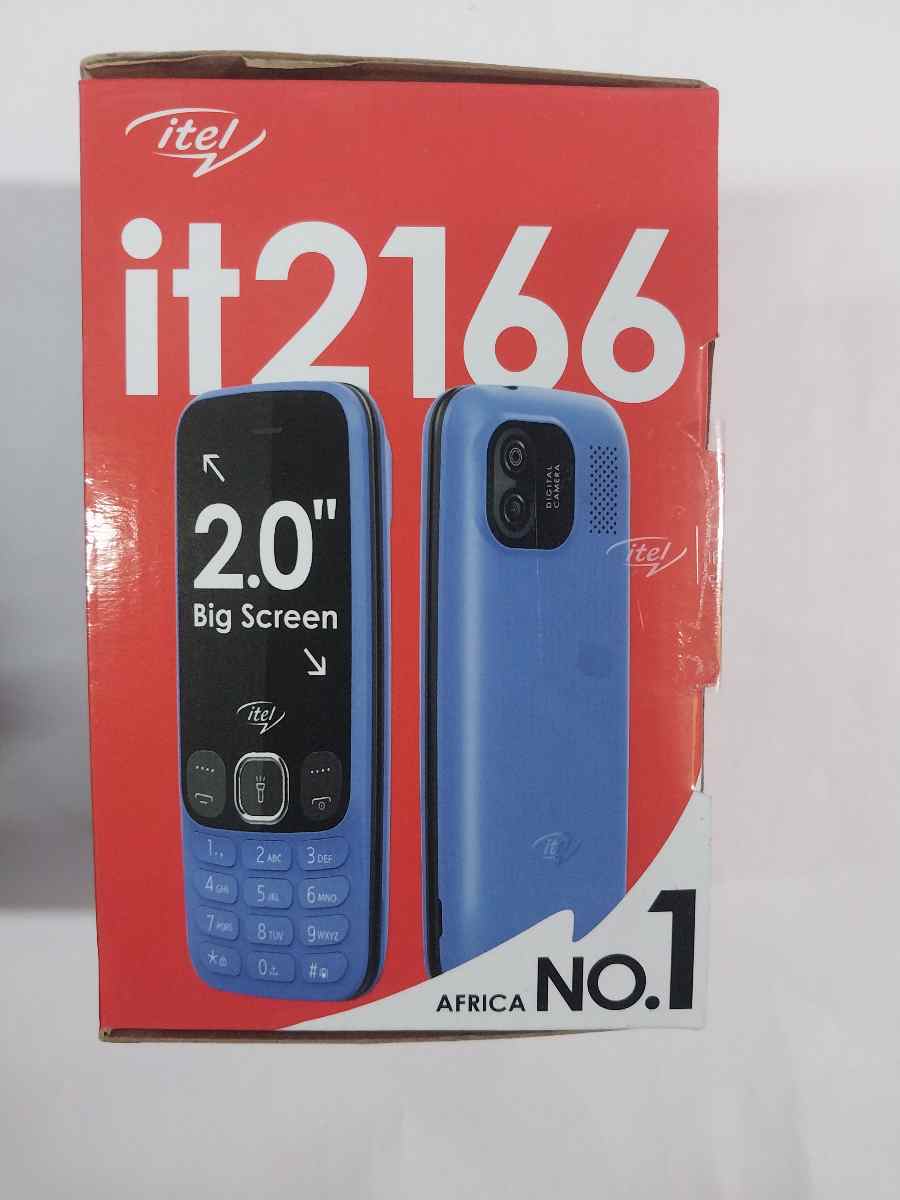 itel
it2166
2.0"
Big Screen
itel
DIGITAL
CAMERA
itel
1.,
2 ABC
3 DEF
4 GHI
5 JKL
6 MNO
7 PQRS
8 TUV
9 WXYZ
*
0
#
itel
AFRICA NO.1